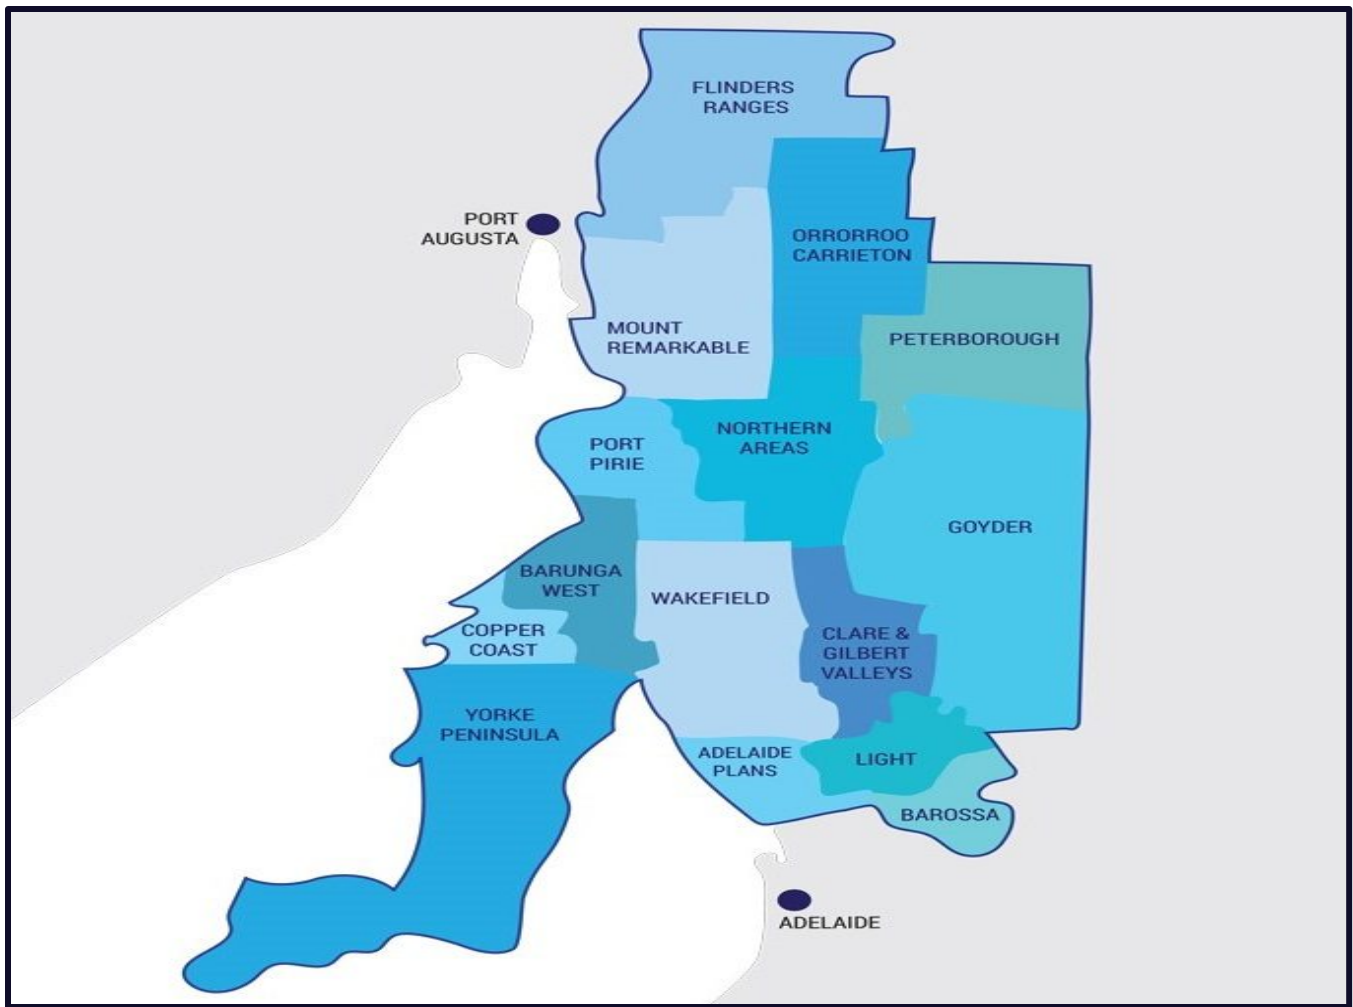 FLINDERS
RANGES
PORT
AUGUSTA
ORRORROO
CARRIETON
MOUNT
REMARKABLE
PETERBOROUGH
PORT
PIRIE
NORTHERN
AREAS
GOYDER
BARUNGA
WEST
WAKEFIELD
COPPER
COAST
CLARE &
GILBERT
VALLEYS
YORKE
PENINSULA
ADELAIDE
PLANS
LIGHT
BAROSSA
ADELAIDE